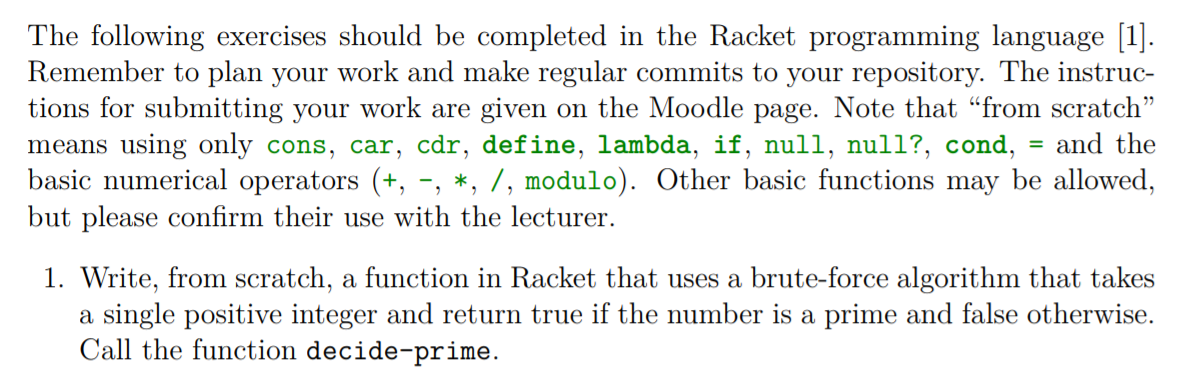 The following exercises should be completed in the Racket programming language [1].
Remember to plan your work and make regular commits to your repository. The instruc-
tions for submitting your work are given on the Moodle page. Note that “from scratch”
means using only cons, car, cdr, define, lambda, if, null, null?, cond, = and the
basic numerical operators (+, -, *, /, modulo). Other basic functions may be allowed,
but please confirm their use with the lecturer.
1. Write, from scratch, a function in Racket that uses a brute-force algorithm that takes
a single positive integer and return true if the number is a prime and false otherwise.
Call the function decide-prime.